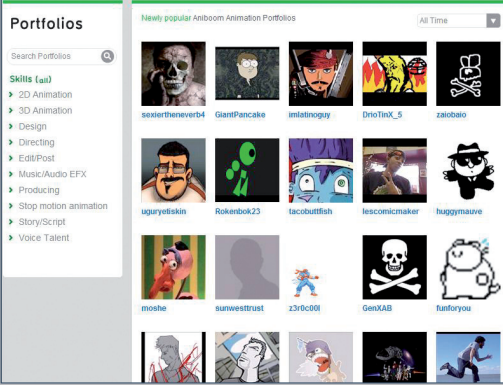 Portfolios
Search Portfolios
Skills (all)
2D Animation
3D Animation
Design
Directing
Edit/Post
Music/Audio EFX
Producing
Stop motion animation
Story/Script
Voice Talent
Newly popular Aniboom Animation Portfolios
All Time
sexiertheneverb4 GiantPancake imlatinoguy DrioTinX_5 zaiobaio
uguryetiskin Rokenbok23 tacobuttfish lescomicmaker huggymauve
moshe sunwesttrust z3r0c00l GenXAB funforyou